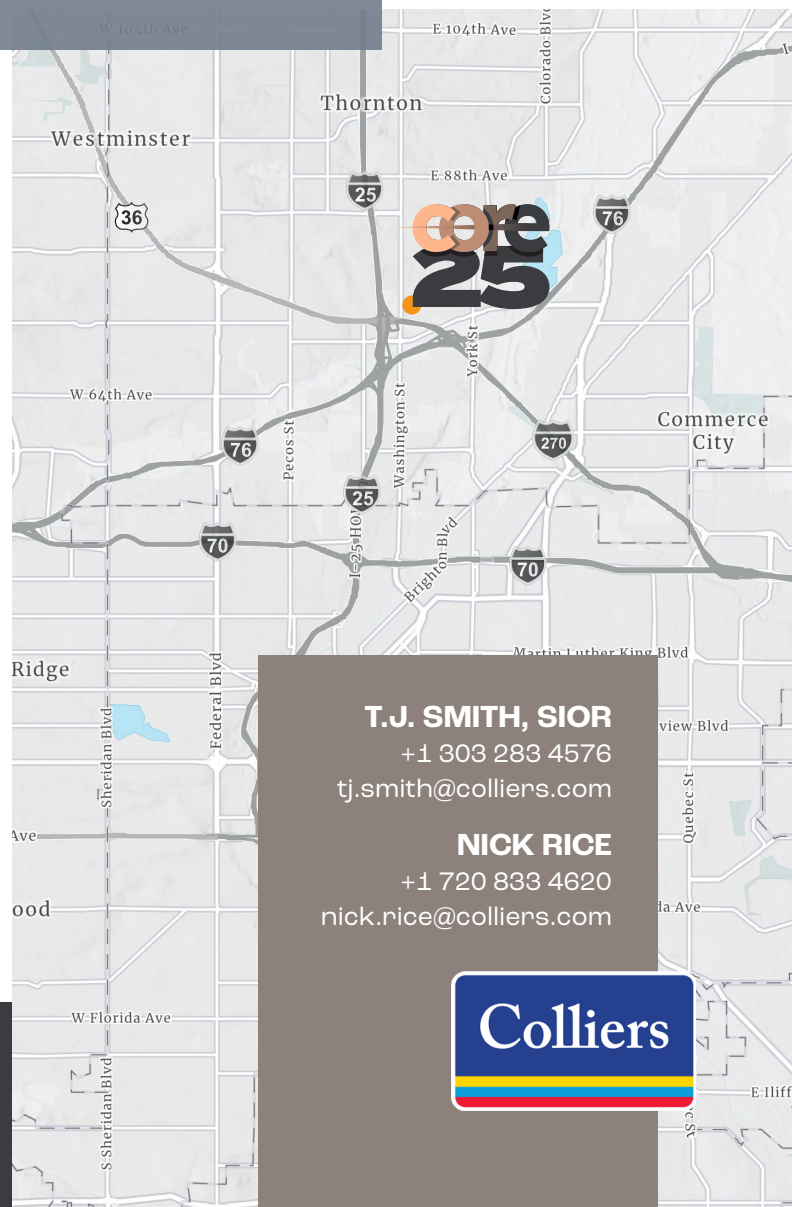 W 104th Ave
E 104th Ave
Colorado Blvd
Thornton
Westminster
E 88th Ave
25
36
76
core
.25
York St
W 64th Ave
Washington St
Commerce
City
Pecos St
76
270
25
I-25 HO
Brighton Blvd
70
70
Martin Luther King Blvd
Ridge
Federal Blvd
T.J. SMITH, SIOR
+1 303 283 4576
tj.smith@colliers.com
view Blvd
Sheridan Blvd
Quebec St
Ave
NICK RICE
+1 720 833 4620
nick.rice@colliers.com
ood
da Ave
W Florida Ave
Colliers
S Sheridan Blvd
E Iliff
c St